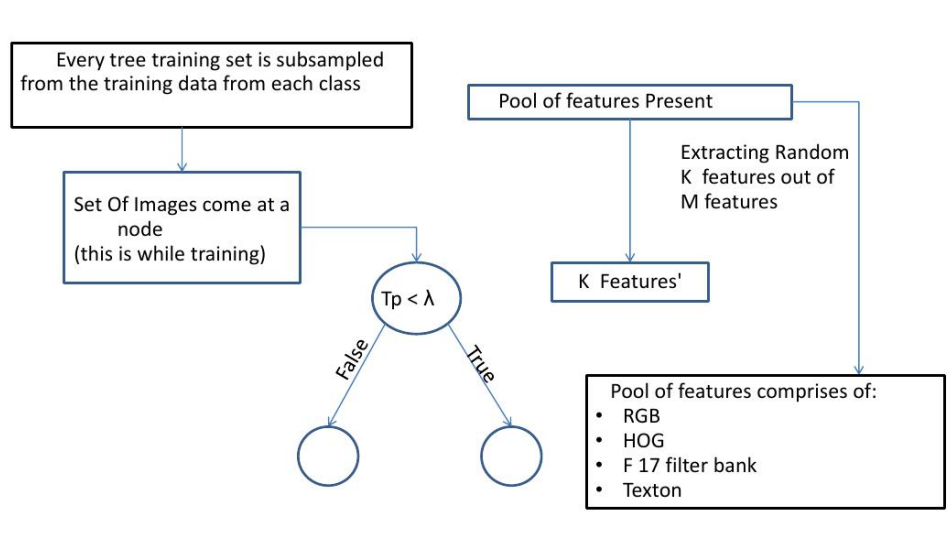 Every tree training set is subsampled
from the training data from each class
Set Of Images come at a
node
(this is while training)
Tp < λ
False
True
Pool of features Present
Extracting Random
K features out of
M features
K Features'
Pool of features comprises of:
• RGB
• HOG
• F 17 filter bank
• Texton